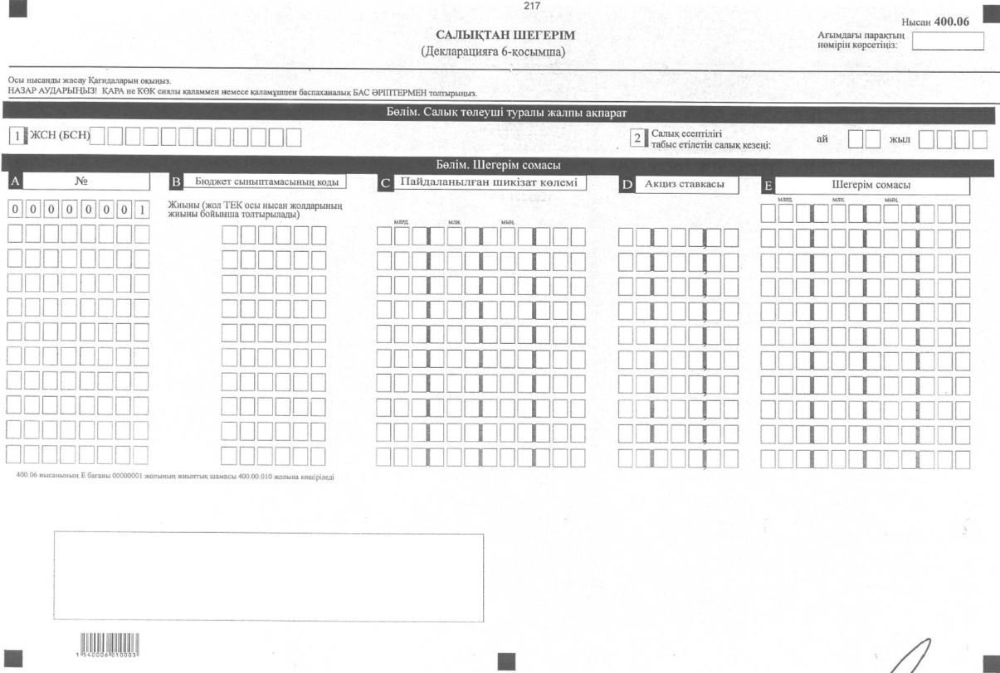 217
Нысан 400.06
САЛЫҚТАН ШЕГЕРІМ
(Декларацияға 6-қосымша)
Ағымдағы парақтың
нөмірін көрсетіңіз:
Осы нысанды жасау Қағидаларын оқыңыз.
НАЗАР АУДАРЫҢЫЗ! ҚАРА не КӨК сиялы қаламмен немесе қаламұшпен баспаханалық БАС ӘРІПТЕРМЕН толтырыңыз.
Бөлім. Салық төлеуші туралы жалпы ақпарат
1 ЖСН (БСН)
2 Салық есептілігі
табыс етілетін салық кезеңі: ай жыл
Бөлім. Шегерім сомасы
A № B Бюджет сыныптамасының коды C Пайдаланылған шикізат көлемі D Акциз ставкасы E Шегерім сомасы
млрд. млн. мың.
0 0 0 0 0 0 0 1 Жиыны (жол ТЕК осы нысан жолдарының
жиыны бойынша толтырылады)
млрд. млн. мың.
400.06 нысанының Е бағаны 00000001 жолының жиынтық шамасы 400.00.010 жолына көшіріледі
1 540006 010003